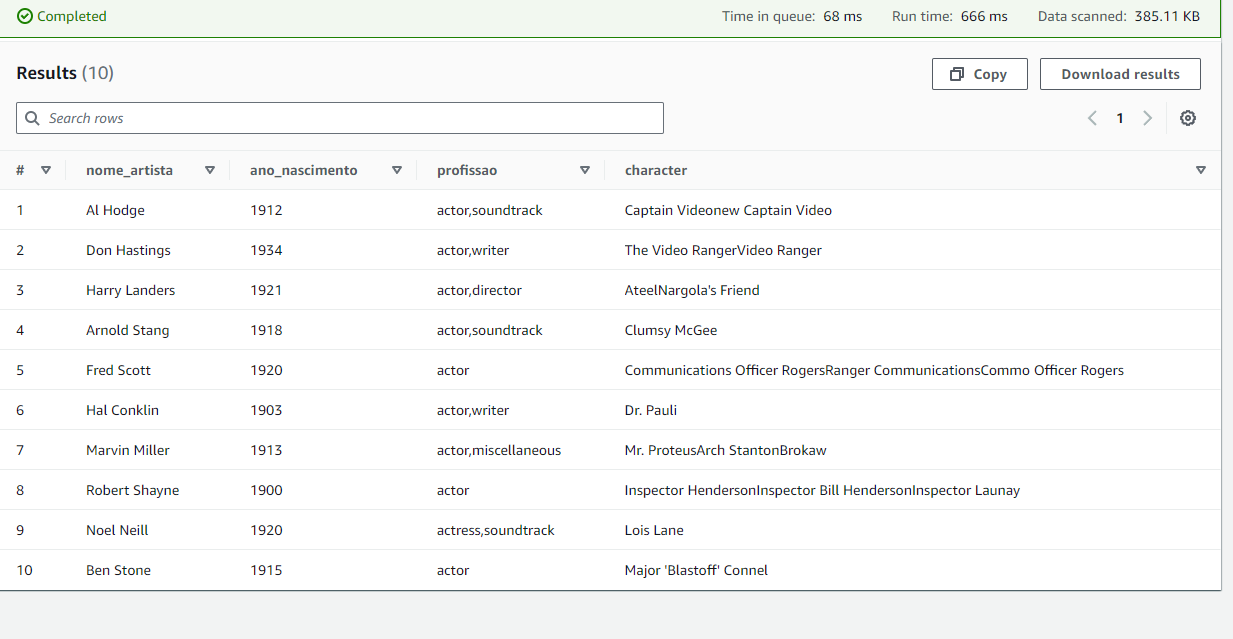 Completed Time in queue: 68 ms Run time: 666 ms Data scanned: 385.11 KB
Results (10) Copy Download results
Search rows 1
# nome_artista ano_nascimento profissao character
1 Al Hodge 1912 actor,soundtrack Captain Videonew Captain Video
2 Don Hastings 1934 actor,writer The Video RangerVideo Ranger
3 Harry Landers 1921 actor,director AteelNargola's Friend
4 Arnold Stang 1918 actor,soundtrack Clumsy McGee
5 Fred Scott 1920 actor Communications Officer RogersRanger CommunicationsCommo Officer Rogers
6 Hal Conklin 1903 actor,writer Dr. Pauli
7 Marvin Miller 1913 actor,miscellaneous Mr. ProteusArch StantonBrokaw
8 Robert Shayne 1900 actor Inspector HendersonInspector Bill HendersonInspector Launay
9 Noel Neill 1920 actress,soundtrack Lois Lane
10 Ben Stone 1915 actor Major 'Blastoff' Connel